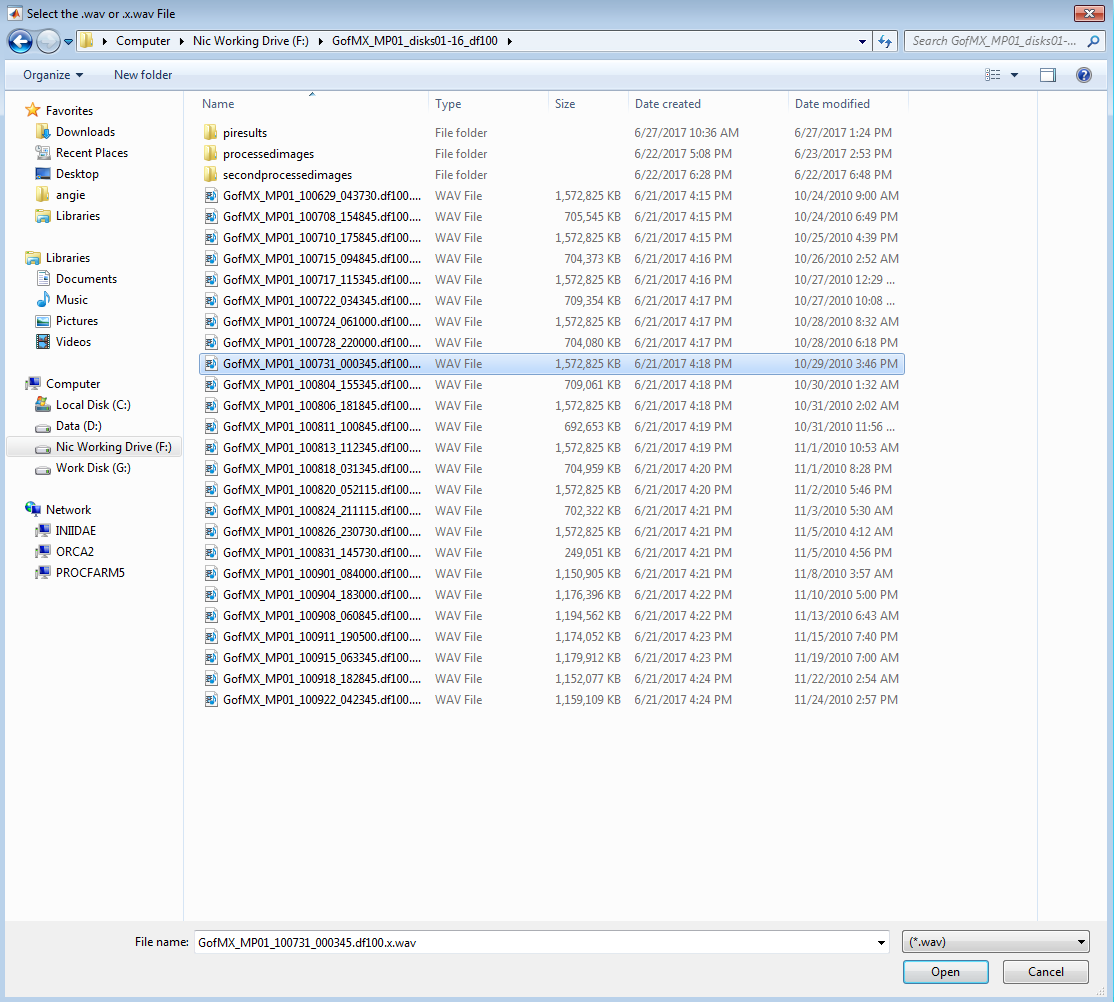 Select the .wav or .x.wav File
Computer Nic Working Drive (F:) GofMX_MP01_disks01-16_df100 Search GofMX_MP01_disks01-...
Organize New folder
Name Type Size Date created Date modified
Favorites
Downloads
Recent Places
Desktop
angie
Libraries
Libraries
Documents
Music
Pictures
Videos
Computer
Local Disk (C:)
Data (D:)
Nic Working Drive (F:)
Work Disk (G:)
Network
INIIDAE
ORCA2
PROCFARM5
piresults File folder 6/27/2017 10:36 AM 6/27/2017 1:24 PM
processedimages File folder 6/22/2017 5:08 PM 6/23/2017 2:53 PM
secondprocessedimages File folder 6/22/2017 6:28 PM 6/22/2017 6:48 PM
GofMX_MP01_100629_043730.df100.... WAV File 1,572,825 KB 6/21/2017 4:15 PM 10/24/2010 9:00 AM
GofMX_MP01_100708_154845.df100.... WAV File 705,545 KB 6/21/2017 4:15 PM 10/24/2010 6:49 PM
GofMX_MP01_100710_175845.df100.... WAV File 1,572,825 KB 6/21/2017 4:15 PM 10/25/2010 4:39 PM
GofMX_MP01_100715_094845.df100.... WAV File 704,373 KB 6/21/2017 4:16 PM 10/26/2010 2:52 AM
GofMX_MP01_100717_115345.df100.... WAV File 1,572,825 KB 6/21/2017 4:16 PM 10/27/2010 12:29 ...
GofMX_MP01_100722_034345.df100.... WAV File 709,354 KB 6/21/2017 4:17 PM 10/27/2010 10:08 ...
GofMX_MP01_100724_061000.df100.... WAV File 1,572,825 KB 6/21/2017 4:17 PM 10/28/2010 8:32 AM
GofMX_MP01_100728_220000.df100.... WAV File 704,080 KB 6/21/2017 4:17 PM 10/28/2010 6:18 PM
GofMX_MP01_100731_000345.df100.... WAV File 1,572,825 KB 6/21/2017 4:18 PM 10/29/2010 3:46 PM
GofMX_MP01_100804_155345.df100.... WAV File 709,061 KB 6/21/2017 4:18 PM 10/30/2010 1:32 AM
GofMX_MP01_100806_181845.df100.... WAV File 1,572,825 KB 6/21/2017 4:18 PM 10/31/2010 2:02 AM
GofMX_MP01_100811_100845.df100.... WAV File 692,653 KB 6/21/2017 4:19 PM 10/31/2010 11:56 ...
GofMX_MP01_100813_112345.df100.... WAV File 1,572,825 KB 6/21/2017 4:19 PM 11/1/2010 10:53 AM
GofMX_MP01_100818_031345.df100.... WAV File 704,959 KB 6/21/2017 4:20 PM 11/1/2010 8:28 PM
GofMX_MP01_100820_052115.df100.... WAV File 1,572,825 KB 6/21/2017 4:20 PM 11/2/2010 5:46 PM
GofMX_MP01_100824_211115.df100.... WAV File 702,322 KB 6/21/2017 4:21 PM 11/3/2010 5:30 AM
GofMX_MP01_100826_230730.df100.... WAV File 1,572,825 KB 6/21/2017 4:21 PM 11/5/2010 4:12 AM
GofMX_MP01_100831_145730.df100.... WAV File 249,051 KB 6/21/2017 4:21 PM 11/5/2010 4:56 PM
GofMX_MP01_100901_084000.df100.... WAV File 1,150,905 KB 6/21/2017 4:21 PM 11/8/2010 3:57 AM
GofMX_MP01_100904_183000.df100.... WAV File 1,176,396 KB 6/21/2017 4:22 PM 11/10/2010 5:00 PM
GofMX_MP01_100908_060845.df100.... WAV File 1,194,562 KB 6/21/2017 4:22 PM 11/13/2010 6:43 AM
GofMX_MP01_100911_190500.df100.... WAV File 1,174,052 KB 6/21/2017 4:23 PM 11/15/2010 7:40 PM
GofMX_MP01_100915_063345.df100.... WAV File 1,179,912 KB 6/21/2017 4:23 PM 11/19/2010 7:00 AM
GofMX_MP01_100918_182845.df100.... WAV File 1,152,077 KB 6/21/2017 4:24 PM 11/22/2010 2:54 AM
GofMX_MP01_100922_042345.df100.... WAV File 1,159,109 KB 6/21/2017 4:24 PM 11/24/2010 2:57 PM
File name: GofMX_MP01_100731_000345.df100.x.wav (*.wav)
Open Cancel